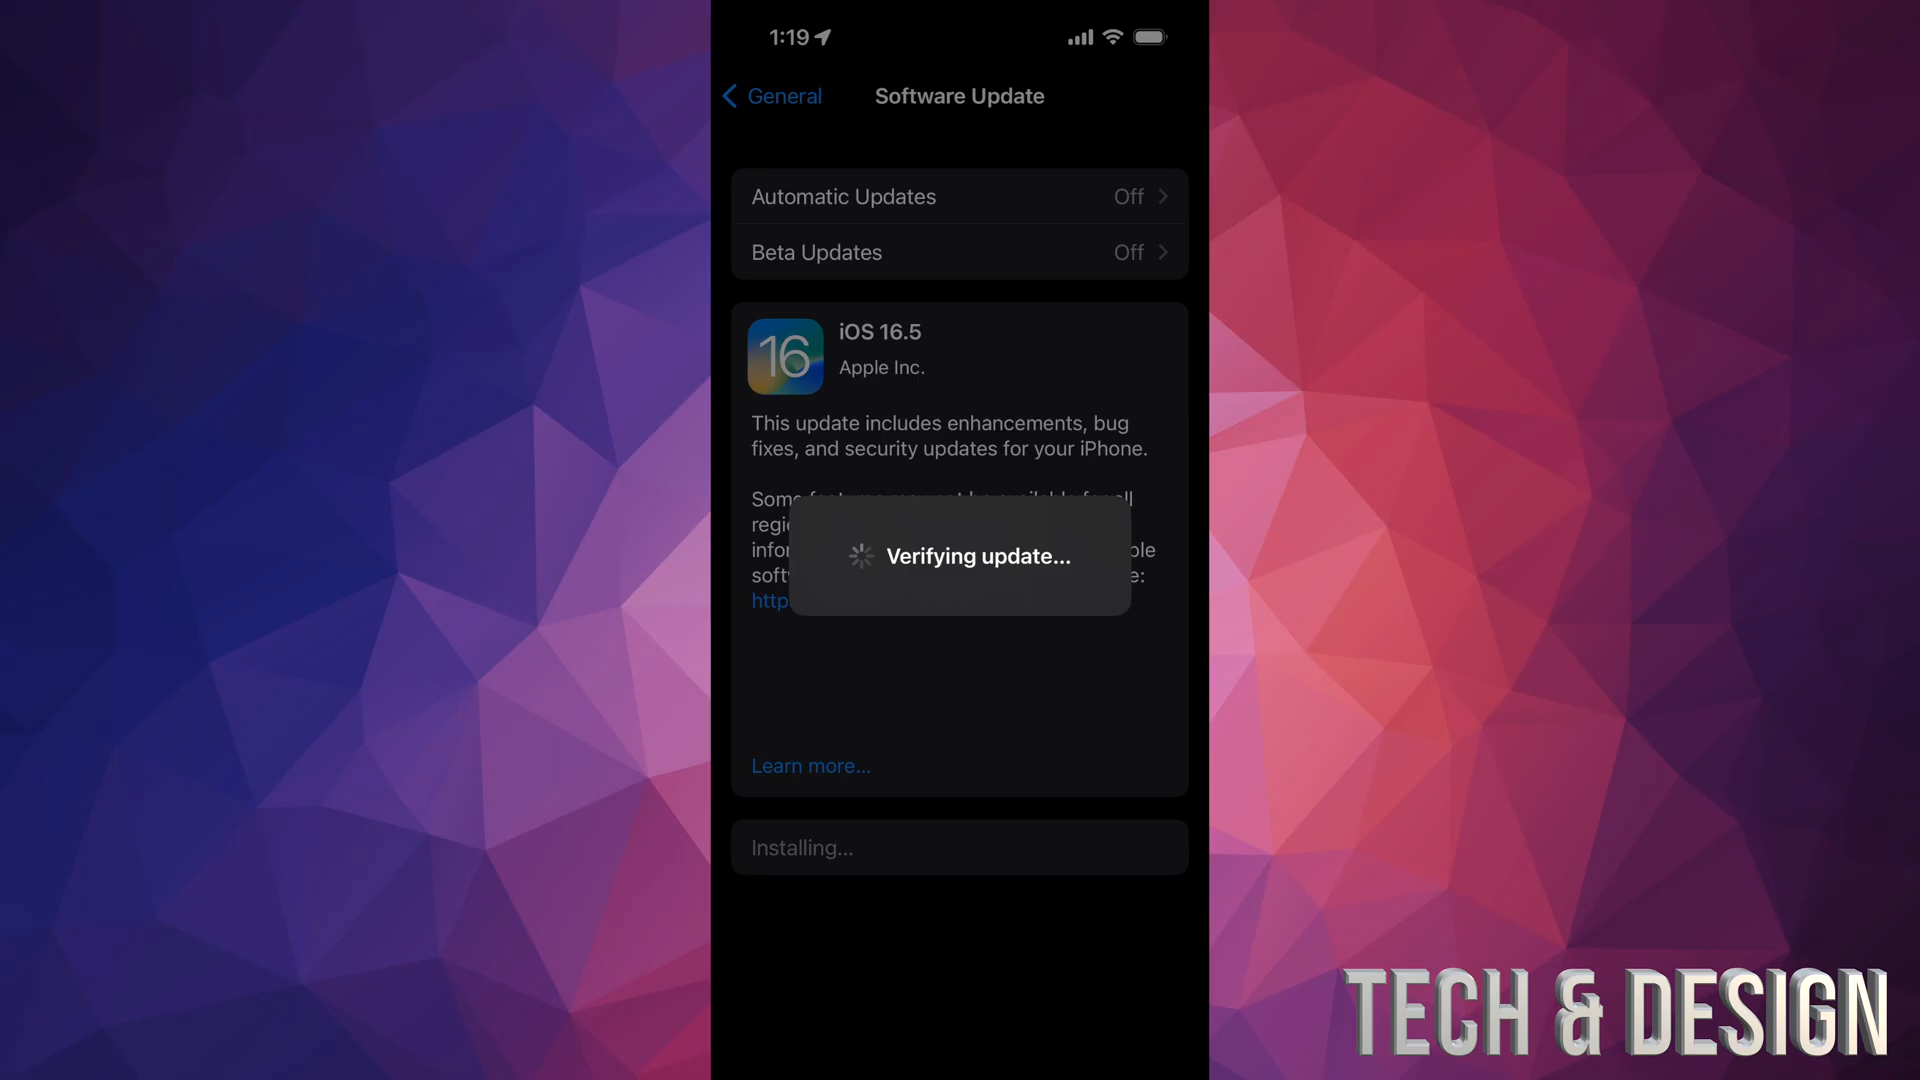 1:19
General
Software Update
Automatic Updates
Off
Beta Updates
Off
16
iOS 16.5
Apple Inc.
This update includes enhancements, bug
fixes, and security updates for your iPhone.
Verifying update...
http
Learn more...
Installing...
TECH & DESIGN